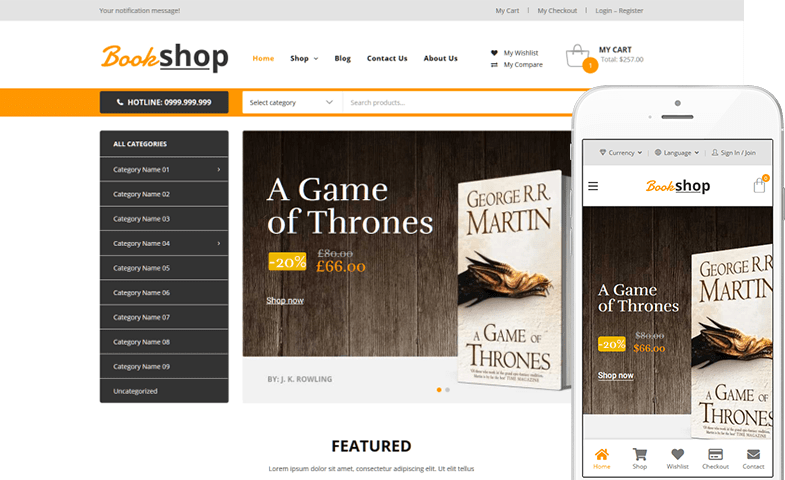 Your notification message!
My Cart | My Checkout | Login – Register
Bookshop
Home Shop Blog Contact Us About Us
My Wishlist
My Compare
MY CART
Total: $257.00
1
HOTLINE: 0999.999.999
Select category
Search products...
ALL CATEGORIES
Category Name 01
Category Name 02
Category Name 03
Category Name 04
Category Name 05
Category Name 06
Category Name 07
Category Name 08
Category Name 09
Uncategorized
A Game
of Thrones
-20%
£80.00
£66.00
Shop now
GEORGE R.R.
MARTIN
A GAME OF
THRONES
BY: J. K. ROWLING
FEATURED
Lorem ipsum dolor sit amet, consectetur adipiscing elit. Ut elit tellus
Currency | Language | Sign In / Join
Bookshop
0
A Game
of Thrones
-20%
£80.00
£66.00
Shop now
GEORGE R.R.
MARTIN
A GAME OF
THRONES
Home Shop Wishlist Checkout Contact